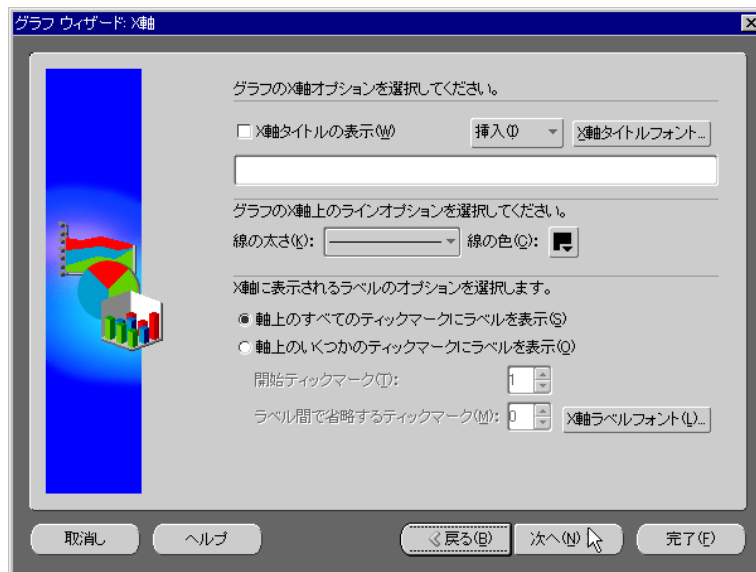 グラフ ウィザード: X軸
グラフのX軸オプションを選択してください。
X軸タイトルの表示(W) 挿入(I) X軸タイトルフォント...
グラフのX軸上のラインオプションを選択してください。
線の太さ(K): 線の色(C):
X軸に表示されるラベルのオプションを選択します。
軸上のすべてのティックマークにラベルを表示(S)
軸上のいくつかのティックマークにラベルを表示(O)
開始ティックマーク(T): 1
ラベル間で省略するティックマーク(M): 0 X軸ラベルフォント(L)...
取消し ヘルプ 戻る(B) 次へ(N) 完了(F)